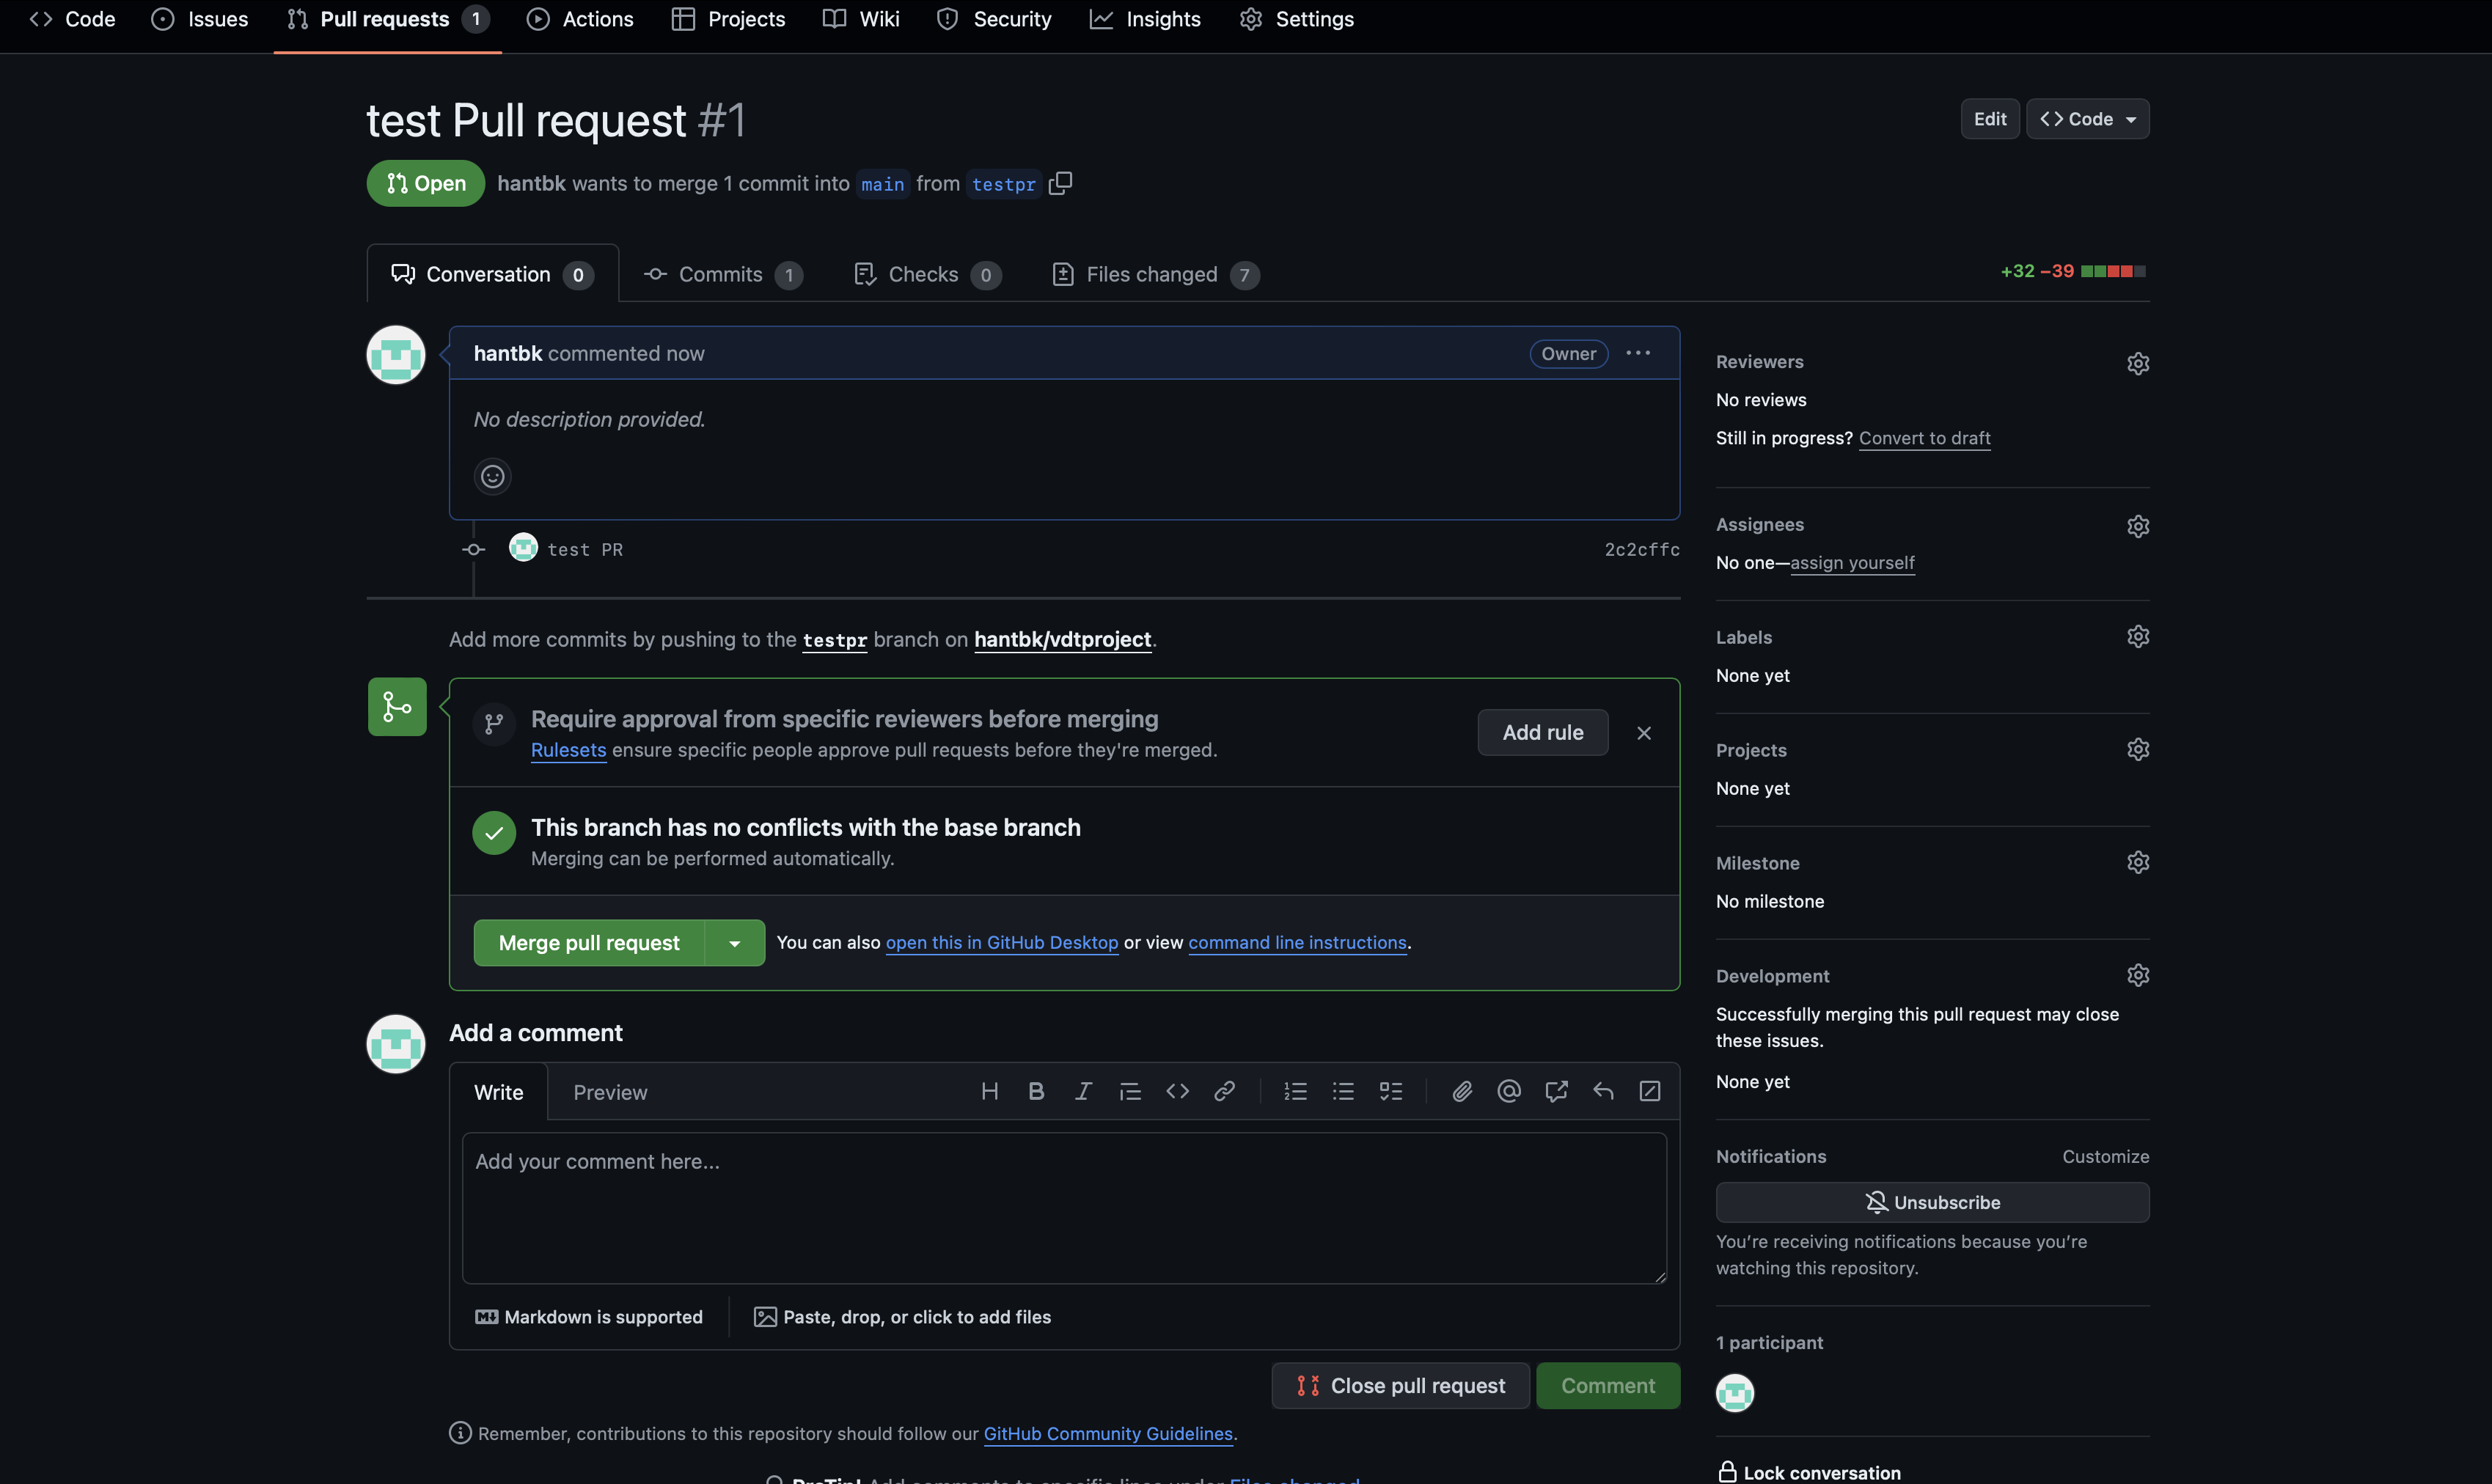 Code Issues Pull requests 1 Actions Projects Wiki Security Insights Settings
test Pull request #1
Edit Code
Open hantbk wants to merge 1 commit into main from testpr
Conversation 0 Commits 1 Checks 0 Files changed 7
+32 −39
hantbk commented now
Owner
No description provided.
test PR
2c2cffc
Add more commits by pushing to the testpr branch on hantbk/vdtproject.
Require approval from specific reviewers before merging
Rulesets ensure specific people approve pull requests before they're merged.
Add rule
This branch has no conflicts with the base branch
Merging can be performed automatically.
Merge pull request You can also open this in GitHub Desktop or view command line instructions.
Add a comment
Write Preview
Add your comment here...
Markdown is supported Paste, drop, or click to add files
Close pull request Comment
Remember, contributions to this repository should follow our GitHub Community Guidelines.
ProTip! Add comments to specific lines under Files changed.
Reviewers
No reviews
Still in progress? Convert to draft
Assignees
No one—assign yourself
Labels
None yet
Projects
None yet
Milestone
No milestone
Development
Successfully merging this pull request may close
these issues.
None yet
Notifications Customize
Unsubscribe
You’re receiving notifications because you’re
watching this repository.
1 participant
Lock conversation